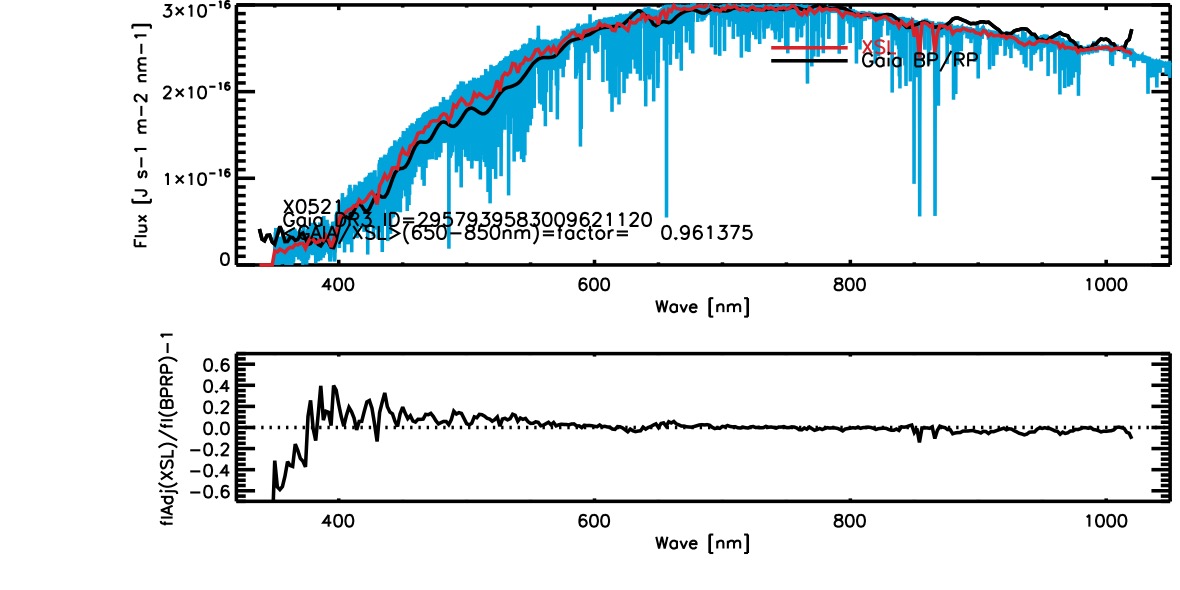 3×10−16
2×10−16
1×10−16
0
Flux [J s−1 m−2 nm−1]
XSL
Gaia BP/RP
X0521
Gaia DR3 ID=2957939583009621120
<GAIA/XSL>(650−850nm)=factor= 0.961375
400 600 800 1000
Wave [nm]
0.6
0.4
0.2
0.0
−0.2
−0.4
−0.6
flAdj(XSL)/fl(BPRP)−1
400 600 800 1000
Wave [nm]